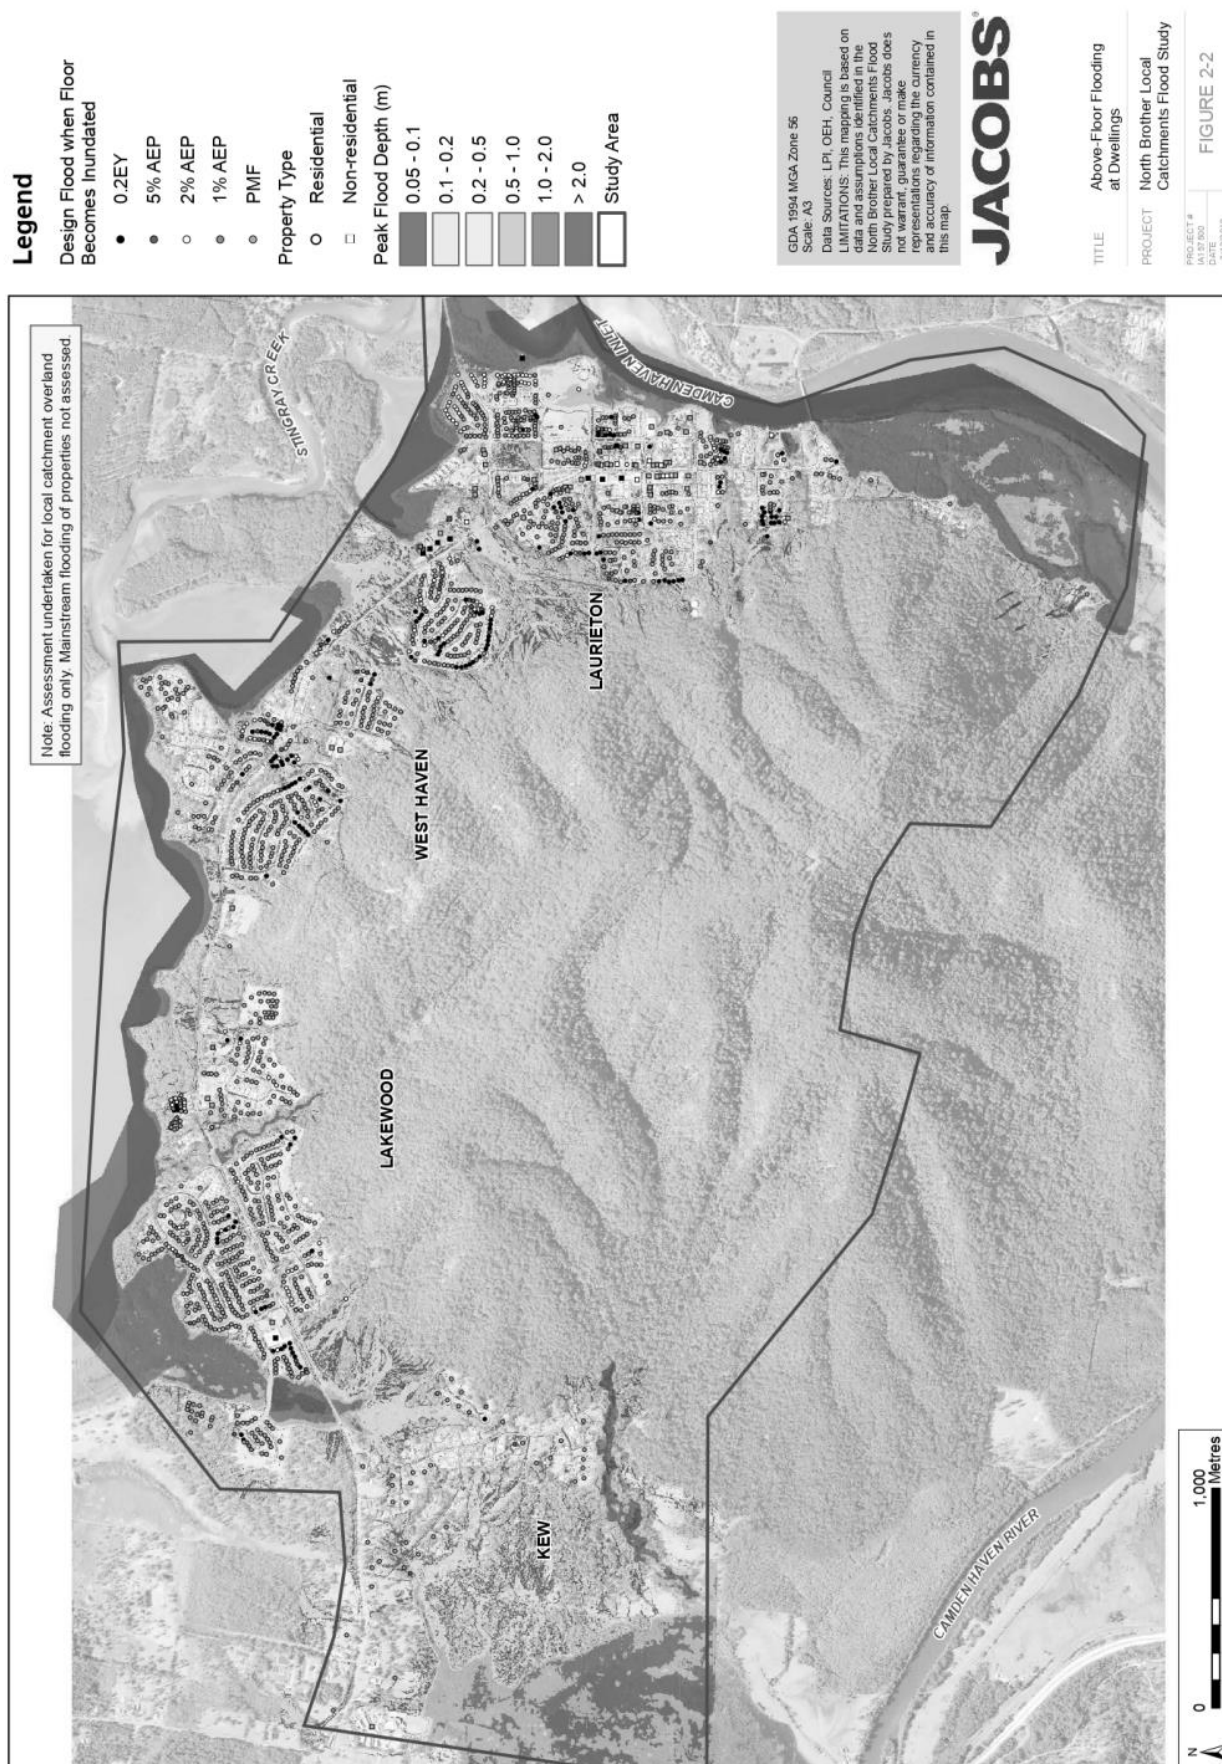 Note: Assessment undertaken for local catchment overland
flooding only. Mainstream flooding of properties not assessed.
STINGRAY CREEK
CAMDEN HAVEN INLET
LAURIETON
WEST HAVEN
LAKEWOOD
KEW
CAMDEN HAVEN RIVER
N
0
1,000
Metres
Legend
Design Flood when Floor
Becomes Inundated
0.2EY
5% AEP
2% AEP
1% AEP
PMF
Property Type
Residential
Non-residential
Peak Flood Depth (m)
0.05 - 0.1
0.1 - 0.2
0.2 - 0.5
0.5 - 1.0
1.0 - 2.0
> 2.0
Study Area
GDA 1994 MGA Zone 56
Scale: A3
Data Sources: LPI, OEH, Council
LIMITATIONS: This mapping is based on
data and assumptions identified in the
North Brother Local Catchments Flood
Study prepared by Jacobs. Jacobs does
not warrant, guarantee or make
representations regarding the currency
and accuracy of information contained in
this map.
JACOBS®
TITLE
Above-Floor Flooding
at Dwellings
PROJECT
North Brother Local
Catchments Flood Study
PROJECT #
DATE
FIGURE 2-2